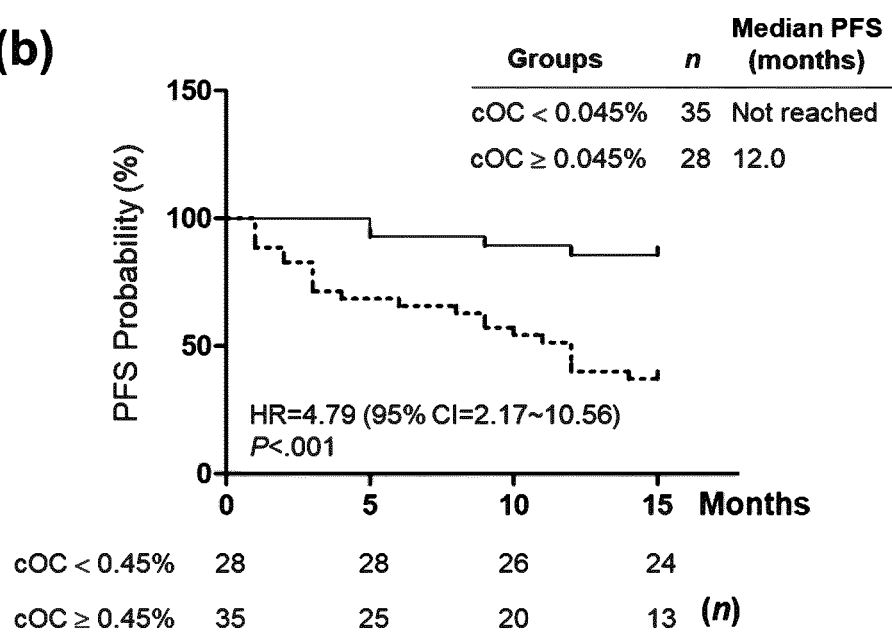 (b)
Groups n Median PFS (months)
cOC < 0.045% 35 Not reached
cOC ≥ 0.045% 28 12.0
PFS Probability (%)
150
100
50
0
HR=4.79 (95% CI=2.17~10.56)
P<.001
0 5 10 15 Months
cOC < 0.45% 28 28 26 24
cOC ≥ 0.45% 35 25 20 13 (n)